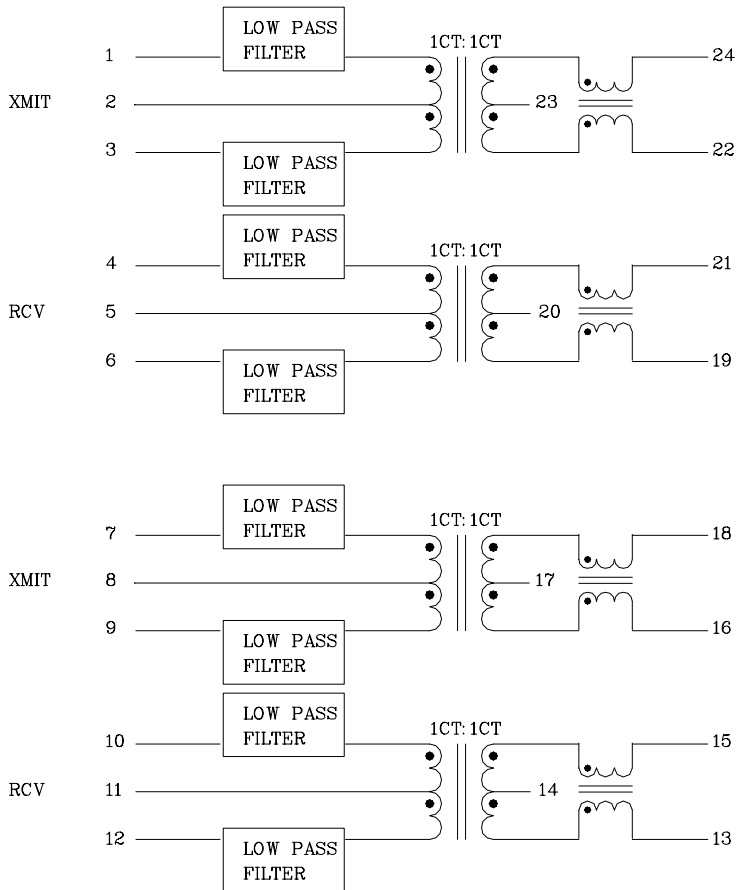 LOW PASS
FILTER
1CT:1CT
1
24
XMIT
2
23
3
22
LOW PASS
FILTER
LOW PASS
FILTER
1CT:1CT
4
21
RCV
5
20
6
19
LOW PASS
FILTER
LOW PASS
FILTER
1CT:1CT
7
18
XMIT
8
17
9
16
LOW PASS
FILTER
LOW PASS
FILTER
1CT:1CT
10
15
RCV
11
14
12
13
LOW PASS
FILTER